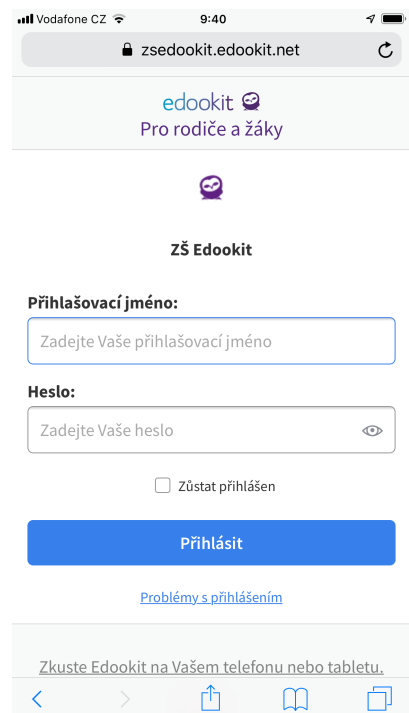 Vodafone CZ 9:40
zsedookit.edookit.net
edookit
Pro rodiče a žáky
ZŠ Edookit
Přihlašovací jméno:
Zadejte Vaše přihlašovací jméno
Heslo:
Zadejte Vaše heslo
Zůstat přihlášen
Přihlásit
Problémy s přihlášením
Zkuste Edookit na Vašem telefonu nebo tabletu.